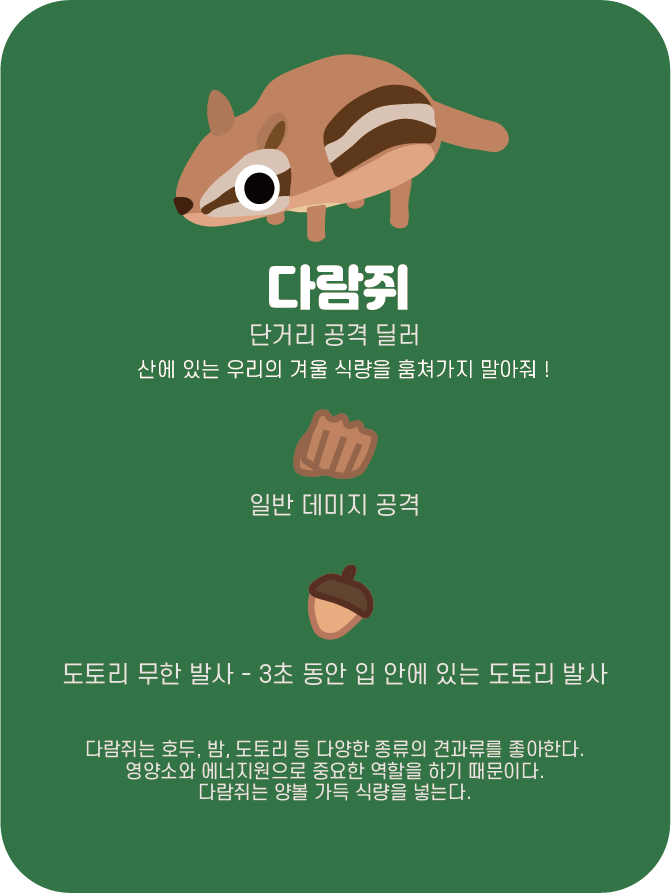 다람쥐
단거리 공격 딜러
산에 있는 우리의 겨울 식량을 훔쳐가지 말아줘 !
일반 데미지 공격
도토리 무한 발사 - 3초 동안 입 안에 있는 도토리 발사
다람쥐는 호두, 밤, 도토리 등 다양한 종류의 견과류를 좋아한다.
영양소와 에너지원으로 중요한 역할을 하기 때문이다.
다람쥐는 양볼 가득 식량을 넣는다.